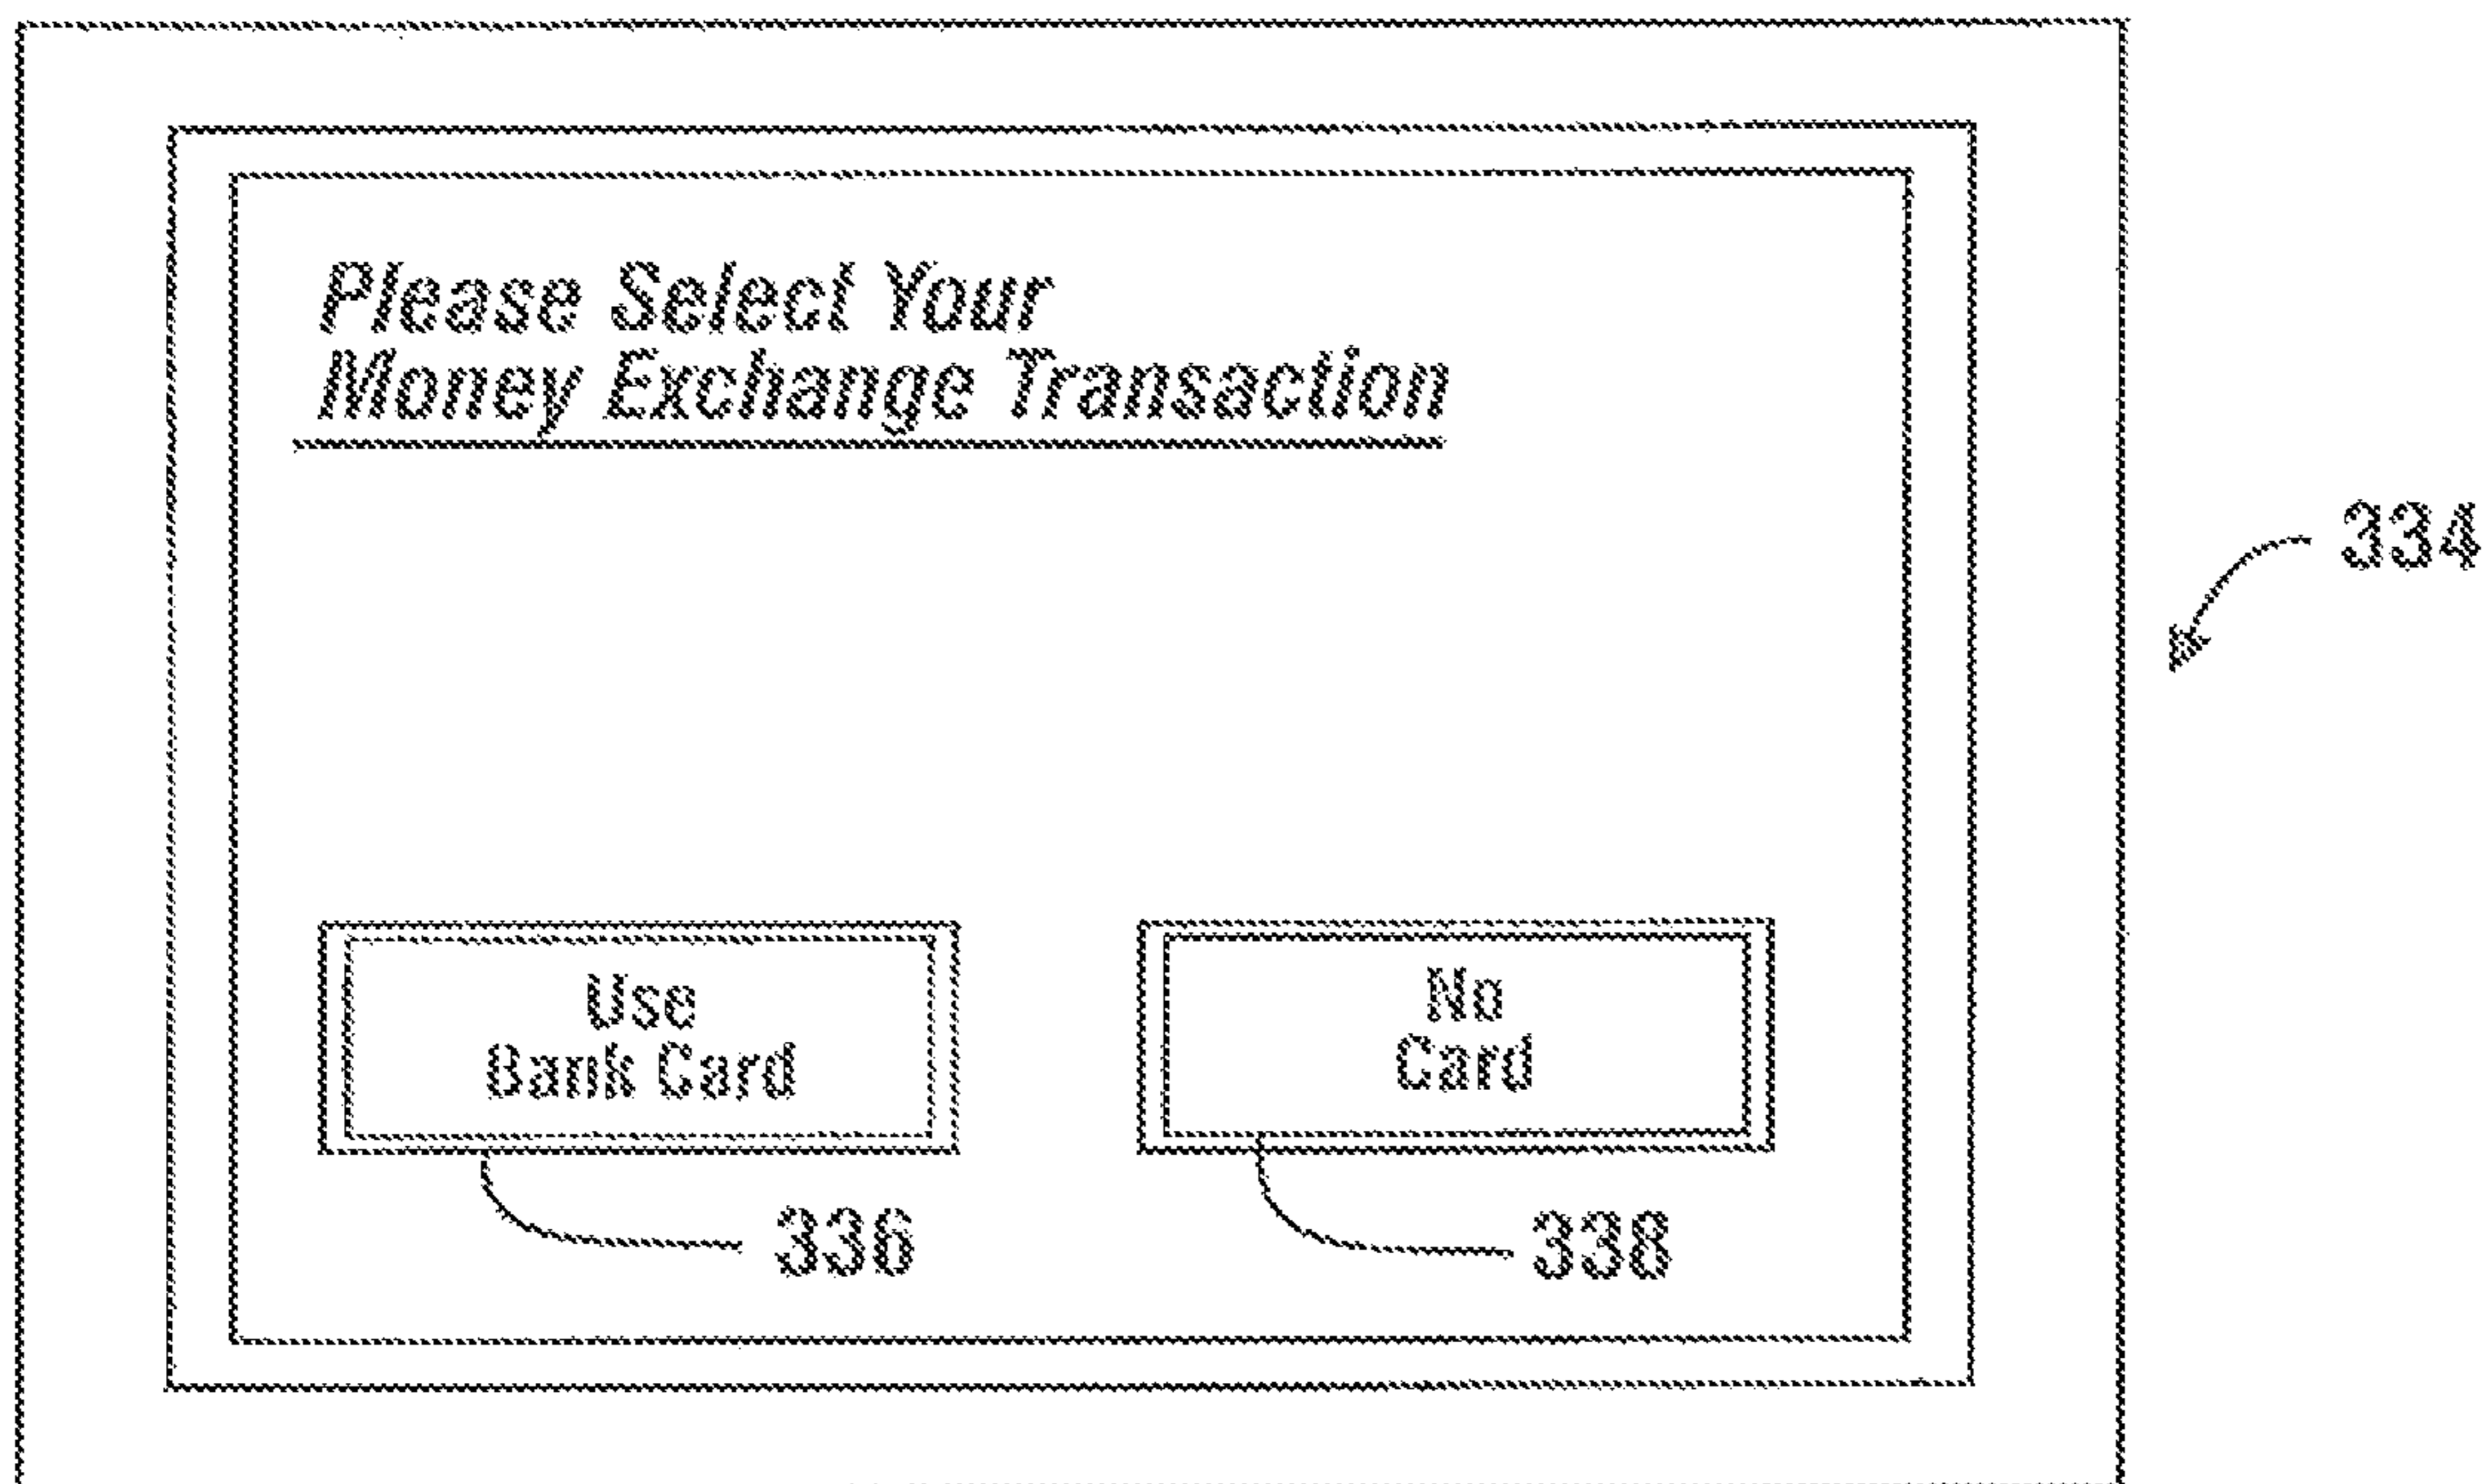 Please Select Your
Money Exchange Transaction
334
Use
Bank Card
No
Card
336
338